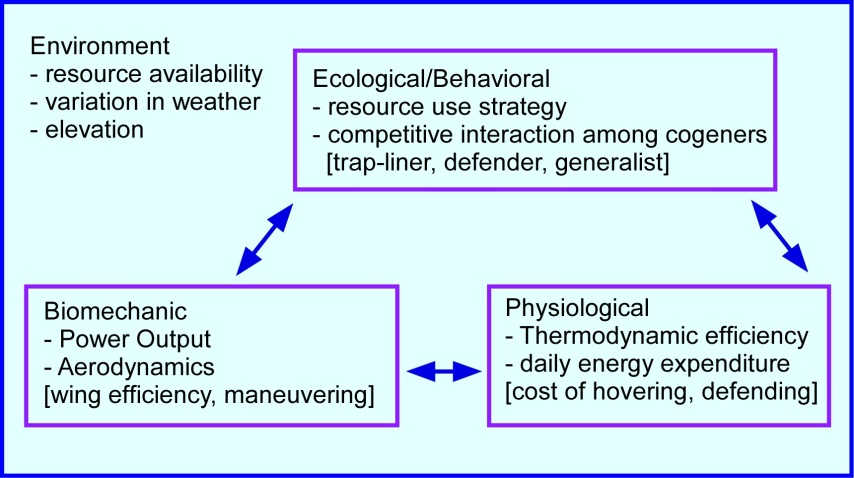 Environment
- resource availability
- variation in weather
- elevation
Ecological/Behavioral
- resource use strategy
- competitive interaction among cogeners
[trap-liner, defender, generalist]
Biomechanic
- Power Output
- Aerodynamics
[wing efficiency, maneuvering]
Physiological
- Thermodynamic efficiency
- daily energy expenditure
[cost of hovering, defending]